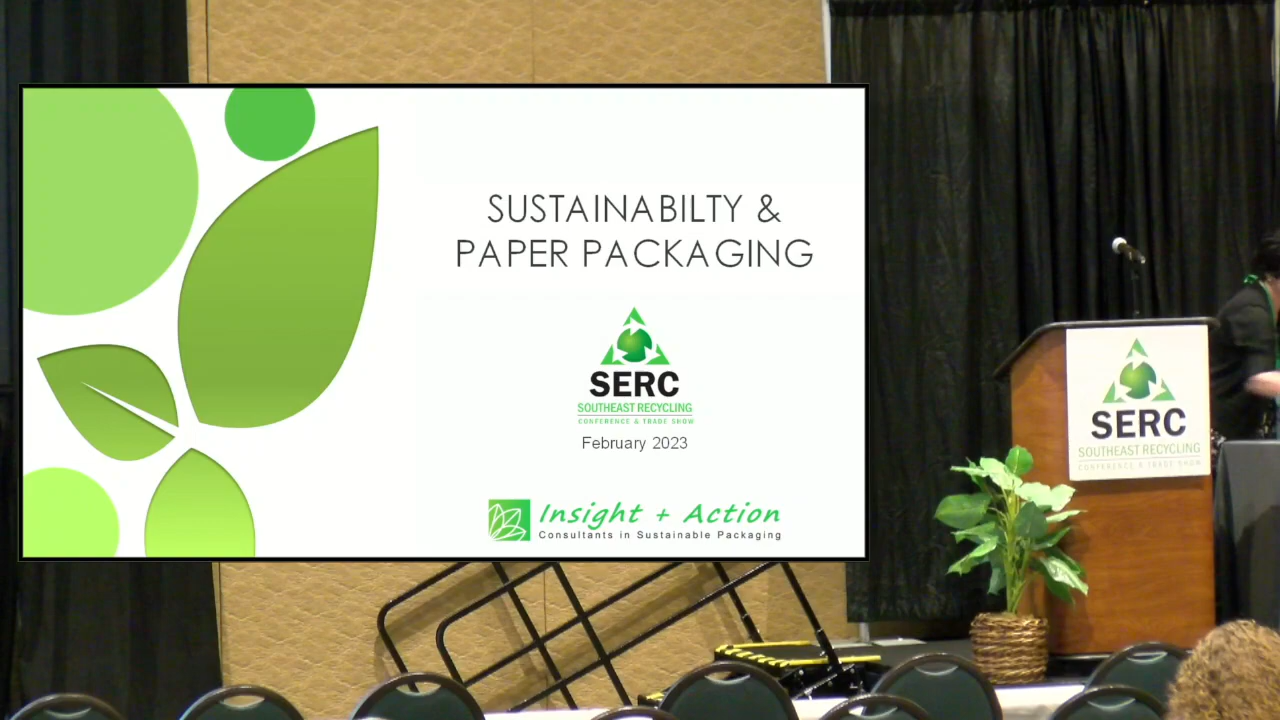 SUSTAINABILTY &
PAPER PACKAGING
SERC
SOUTHEAST RECYCLING
CONFERENCE & TRADE SHOW
February 2023
Insight + Action
Consultants in Sustainable Packaging
SERC
SOUTHEAST RECYCLING
CONFERENCE & TRADE SHOW